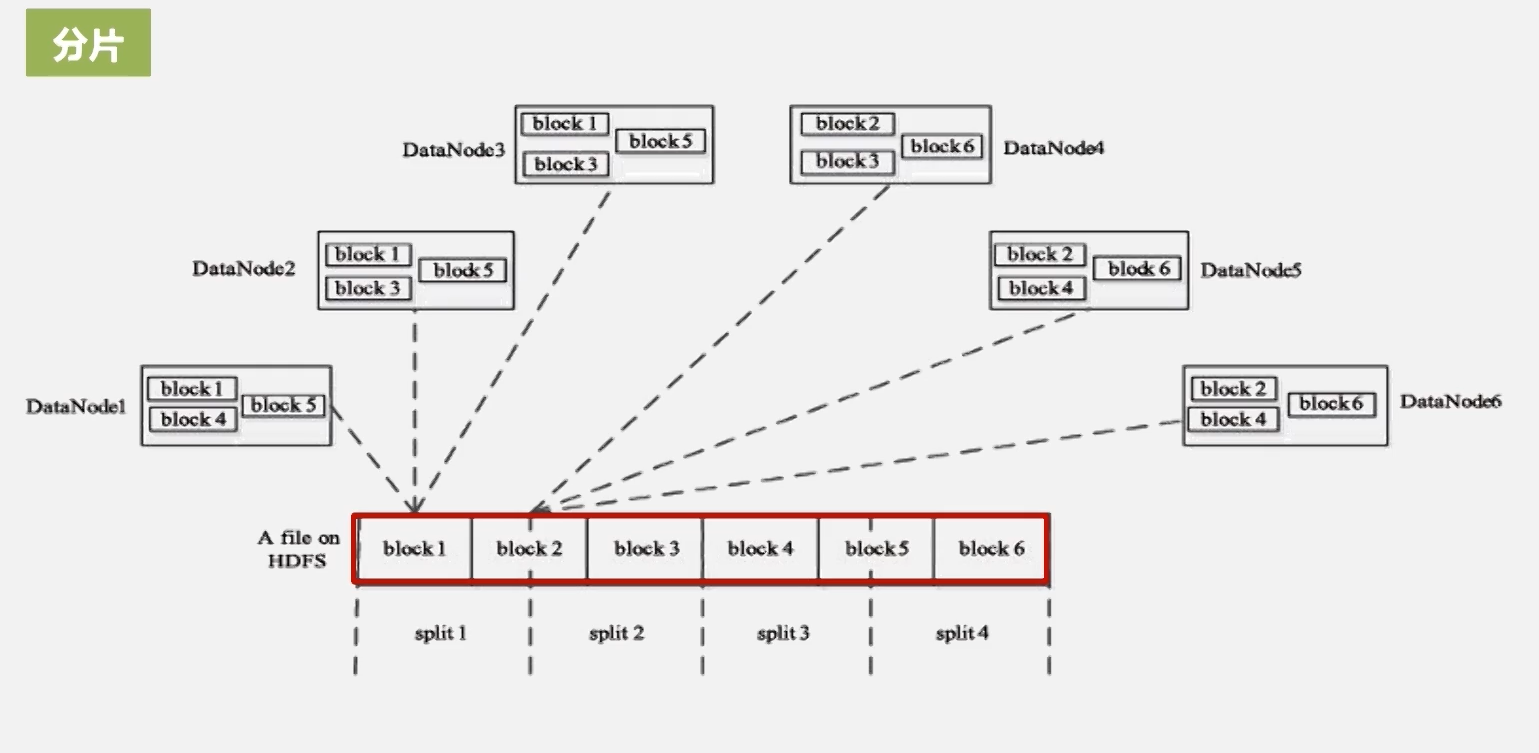 分片
DataNode3
block 1
block 5
block 3
block 2
block 6
block 3
DataNode4
DataNode2
block 1
block 5
block 3
block 2
block 6
block 4
DataNode5
DataNode1
block 1
block 5
block 4
block 2
block 6
block 4
DataNode6
A file on
HDFS
block 1 block 2 block 3 block 4 block 5 block 6
split 1 split 2 split 3 split 4